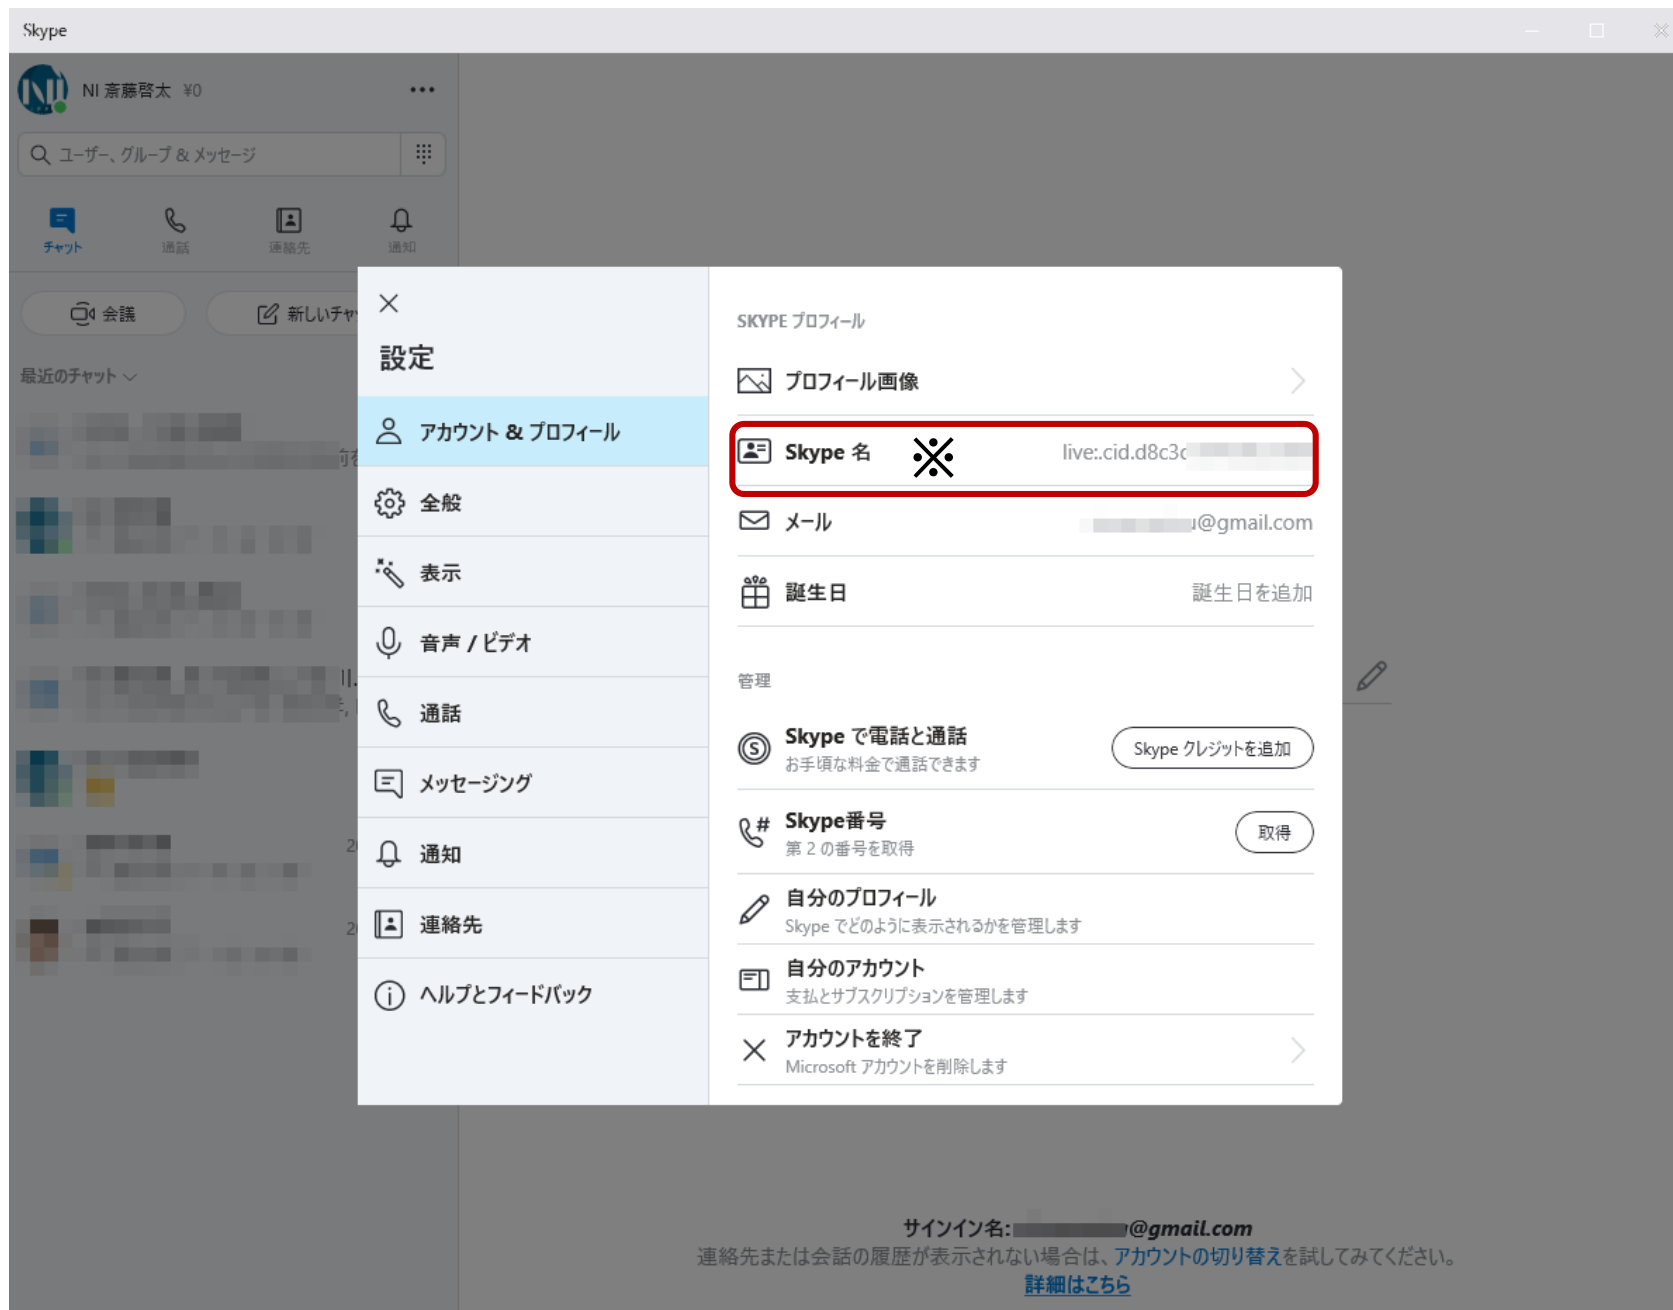 Skype
NI 斎藤啓太 ¥0
ユーザー、グループ & メッセージ
チャット
通話
連絡先
通知
会議
新しいチャ
最近のチャット
設定
アカウント & プロフィール
全般
表示
音声 / ビデオ
通話
メッセージング
通知
連絡先
ヘルプとフィードバック
SKYPE プロフィール
プロフィール画像
Skype 名 ※ live:.cid.d8c3c
メール @gmail.com
誕生日 誕生日を追加
管理
Skype で電話と通話
お手頃な料金で通話できます
Skype クレジットを追加
Skype番号
第 2 の番号を取得
取得
自分のプロフィール
Skype でどのように表示されるかを管理します
自分のアカウント
支払とサブスクリプションを管理します
アカウントを終了
Microsoft アカウントを削除します
サインイン名: @gmail.com
連絡先または会話の履歴が表示されない場合は、アカウントの切り替えを試してみてください。
詳細はこちら